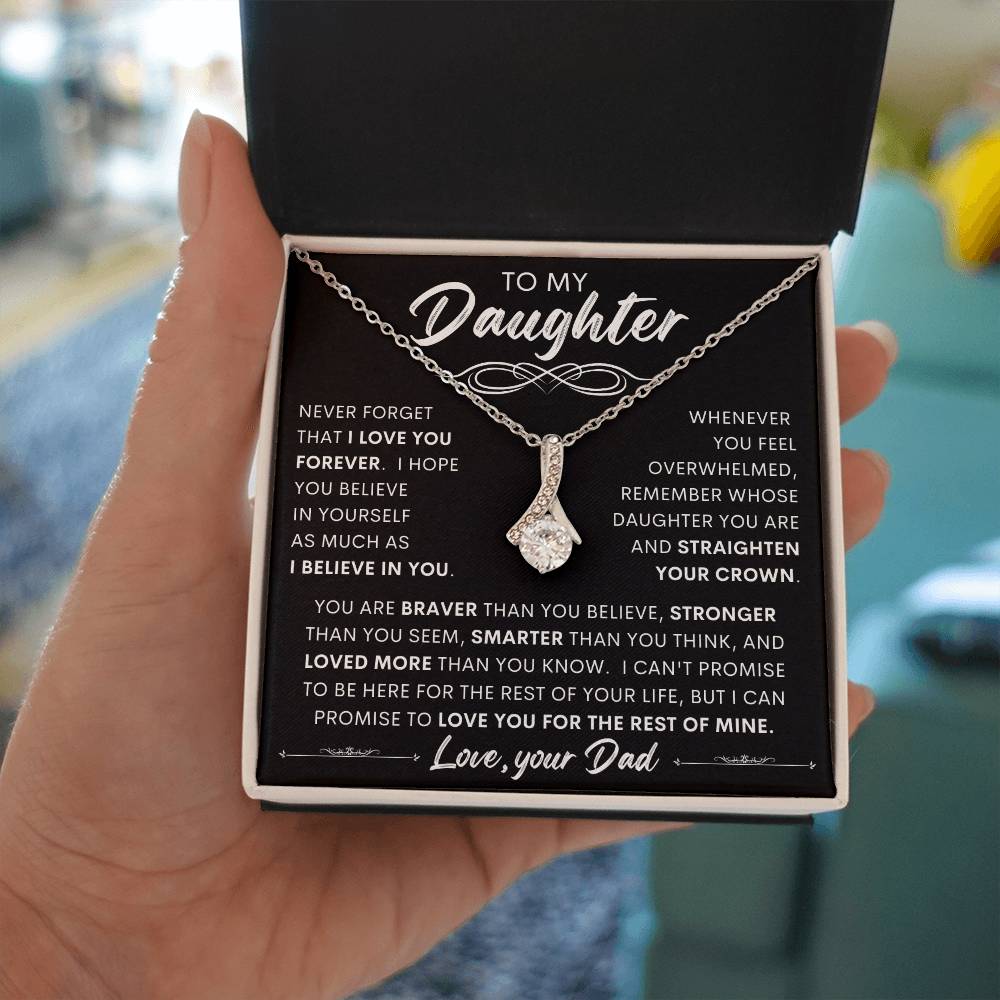 TO MY
Daughter
NEVER FORGET
THAT I LOVE YOU
FOREVER. I HOPE
YOU BELIEVE
IN YOURSELF
AS MUCH AS
I BELIEVE IN YOU.
WHENEVER
YOU FEEL
OVERWHELMED,
REMEMBER WHOSE
DAUGHTER YOU ARE
AND STRAIGHTEN
YOUR CROWN.
YOU ARE BRAVER THAN YOU BELIEVE, STRONGER
THAN YOU SEEM, SMARTER THAN YOU THINK, AND
LOVED MORE THAN YOU KNOW. I CAN'T PROMISE
TO BE HERE FOR THE REST OF YOUR LIFE, BUT I CAN
PROMISE TO LOVE YOU FOR THE REST OF MINE.
Love, your Dad